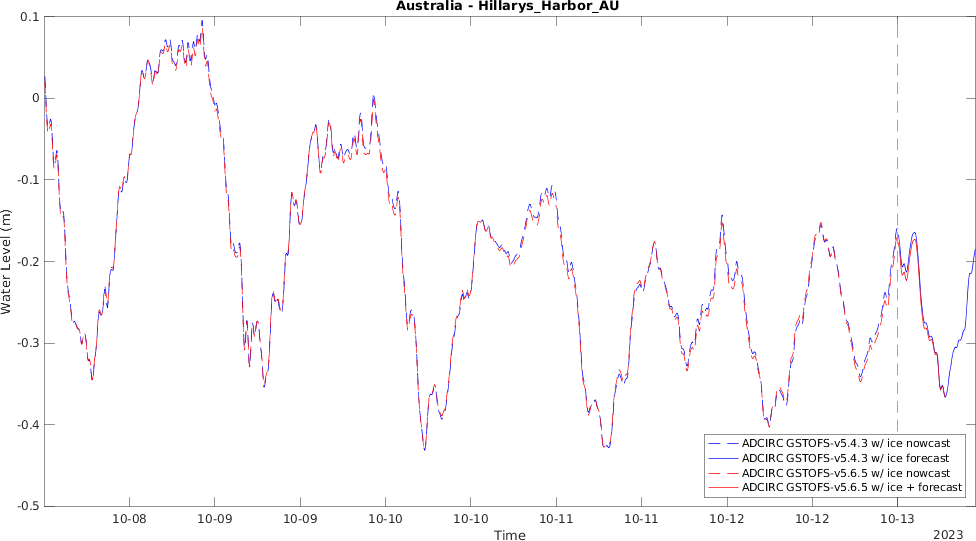 Australia - Hillarys_Harbor_AU
0.1
0
-0.1
-0.2
-0.3
-0.4
-0.5
Water Level (m)
ADCIRC GSTOFS-v5.4.3 w/ ice nowcast
ADCIRC GSTOFS-v5.4.3 w/ ice forecast
ADCIRC GSTOFS-v5.6.5 w/ ice nowcast
ADCIRC GSTOFS-v5.6.5 w/ ice + forecast
10-08 10-09 10-09 10-10 10-10 10-11 10-11 10-12 10-12 10-13
Time
2023